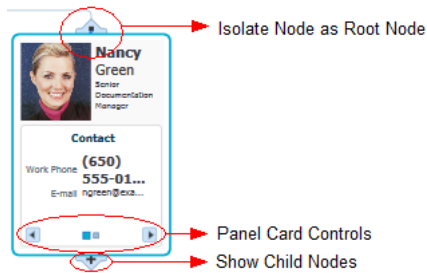 Isolate Node as Root Node
Nancy
Green
Senior
Documentation
Manager
Contact
Work Phone (650)
555-01...
E-mail ngreen@exa...
Panel Card Controls
Show Child Nodes